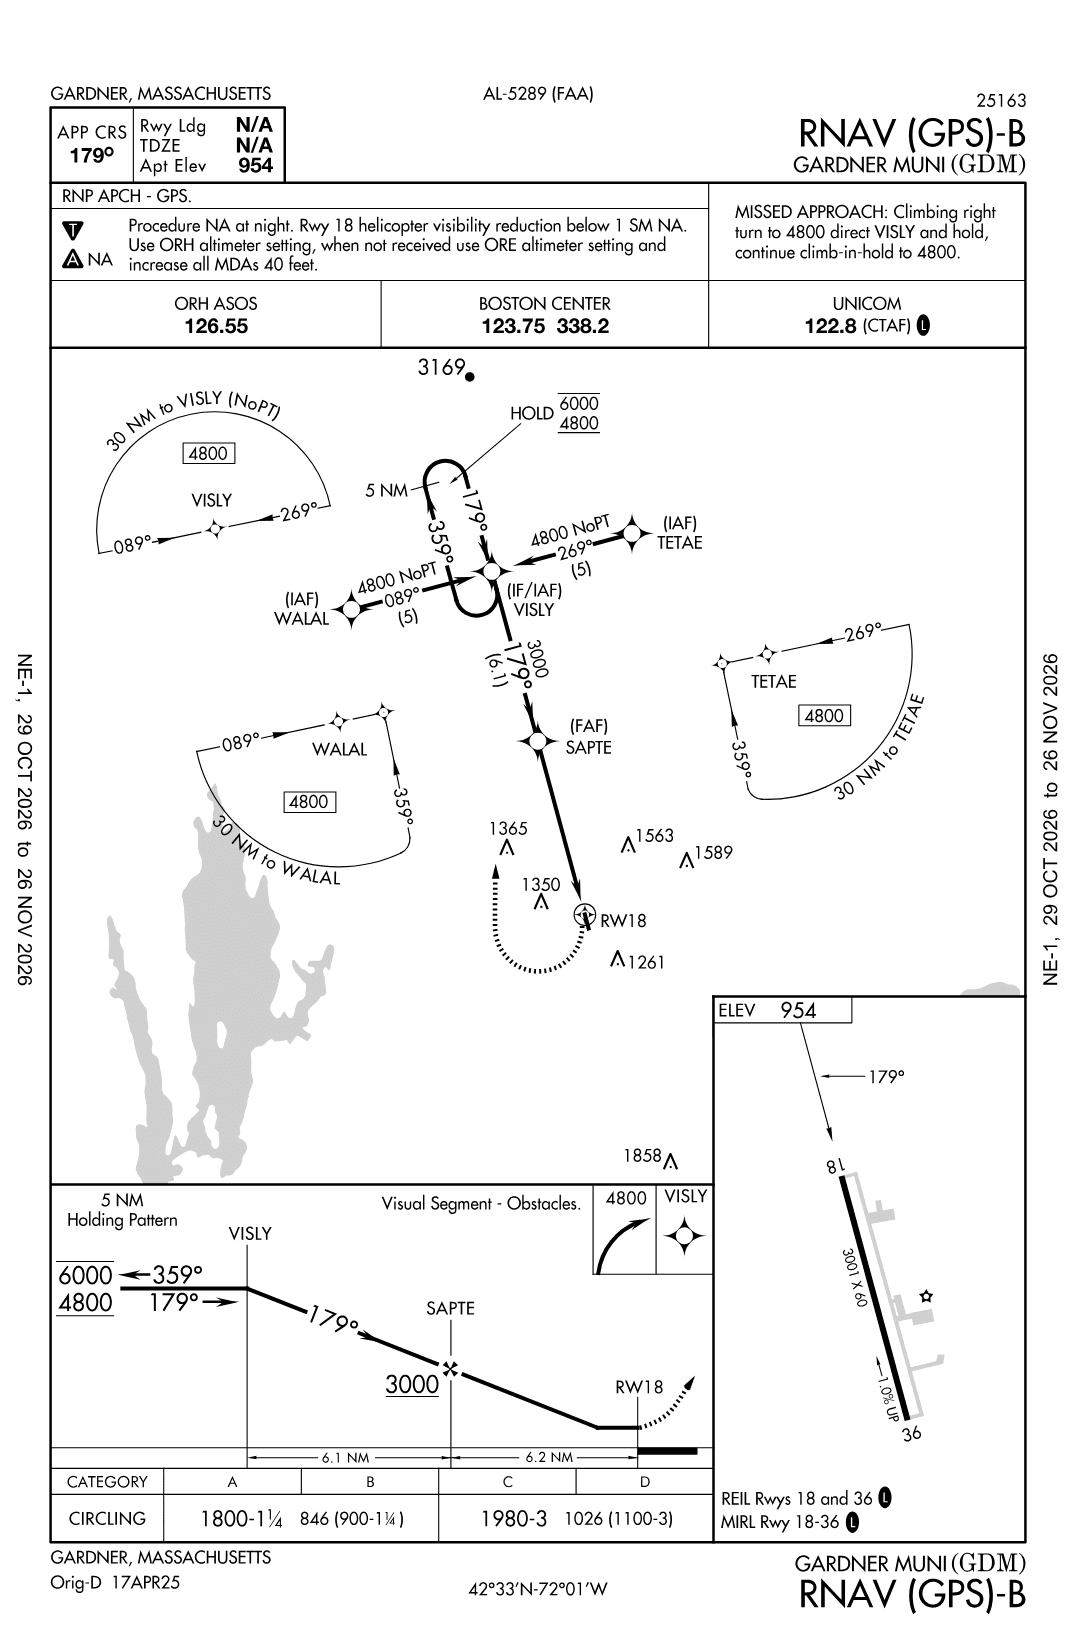 GARDNER, MASSACHUSETTS
AL-5289 (FAA)
25163
RNAV (GPS)-B
GARDNER MUNI (GDM)
APP CRS
179°
Rwy Ldg N/A
TDZE N/A
Apt Elev 954
RNP APCH - GPS.
T
A NA
Procedure NA at night. Rwy 18 helicopter visibility reduction below 1 SM NA.
Use ORH altimeter setting, when not received use ORE altimeter setting and
increase all MDAs 40 feet.
MISSED APPROACH: Climbing right
turn to 4800 direct VISLY and hold,
continue climb-in-hold to 4800.
ORH ASOS
126.55
BOSTON CENTER
123.75 338.2
UNICOM
122.8 (CTAF) L
3169
30 NM to VISLY (NoPT)
4800
VISLY
089°
269°
HOLD 6000
4800
5 NM
179°
359°
4800 NoPT
269°
(5)
(IAF)
TETAE
4800 NoPT
089°
(5)
(IAF)
WALAL
(IF/IAF)
VISLY
3000
179°
(6.1)
(FAF)
SAPTE
269°
TETAE
4800
359°
30 NM to TETAE
089°
WALAL
4800
359°
30 NM to WALAL
1365
1563
1589
1350
RW18
1261
1858
NE-1, 29 OCT 2026 to 26 NOV 2026
NE-1, 29 OCT 2026 to 26 NOV 2026
ELEV 954
179°
18
3001 X 60
1.0% UP
36
REIL Rwys 18 and 36 L
MIRL Rwy 18-36 L
5 NM
Holding Pattern
VISLY
Visual Segment - Obstacles.
4800
VISLY
6000
4800
359°
179°
179°
SAPTE
3000
RW18
6.1 NM
6.2 NM
CATEGORY A B C D
CIRCLING 1800-1¼ 846 (900-1¼) 1980-3 1026 (1100-3)
GARDNER, MASSACHUSETTS
Orig-D 17APR25
42°33'N-72°01'W
GARDNER MUNI (GDM)
RNAV (GPS)-B